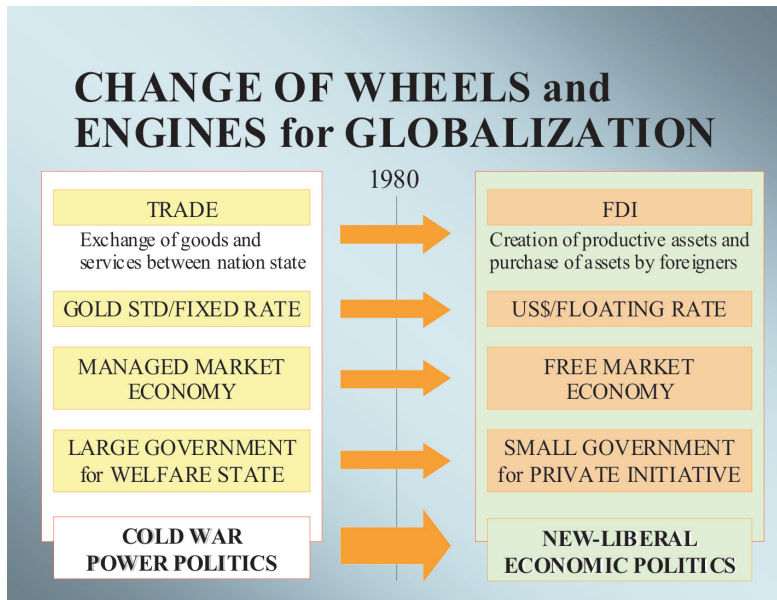 CHANGE OF WHEELS and
ENGINES for GLOBALIZATION
1980
TRADE
Exchange of goods and
services between nation state
FDI
Creation of productive assets and
purchase of assets by foreigners
GOLD STD/FIXED RATE
US$/FLOATING RATE
MANAGED MARKET
ECONOMY
FREE MARKET
ECONOMY
LARGE GOVERNMENT
for WELFARE STATE
SMALL GOVERNMENT
for PRIVATE INITIATIVE
COLD WAR
POWER POLITICS
NEW-LIBERAL
ECONOMIC POLITICS